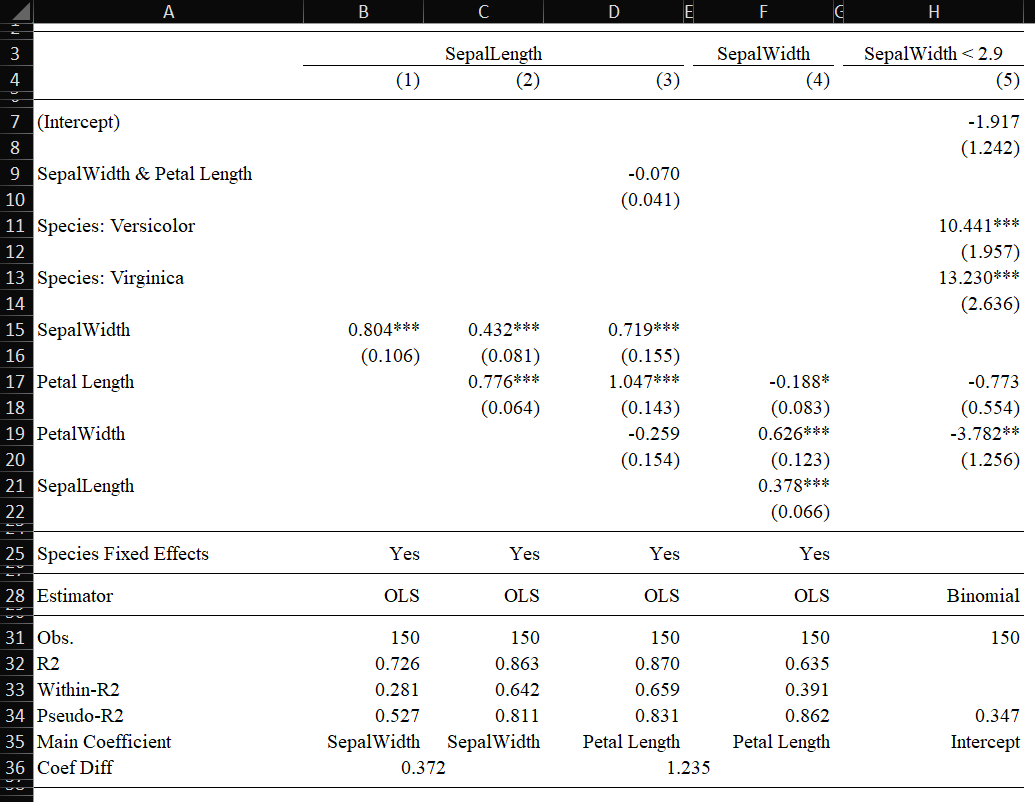 A B C D E F G H
3 SepalLength SepalWidth SepalWidth < 2.9
4 (1) (2) (3) (4) (5)
7 (Intercept) -1.917
8 (1.242)
9 SepalWidth & Petal Length -0.070
10 (0.041)
11 Species: Versicolor 10.441***
12 (1.957)
13 Species: Virginica 13.230***
14 (2.636)
15 SepalWidth 0.804*** 0.432*** 0.719***
16 (0.106) (0.081) (0.155)
17 Petal Length 0.776*** 1.047*** -0.188* -0.773
18 (0.064) (0.143) (0.083) (0.554)
19 PetalWidth -0.259 0.626*** -3.782**
20 (0.154) (0.123) (1.256)
21 SepalLength 0.378***
22 (0.066)
25 Species Fixed Effects Yes Yes Yes Yes
28 Estimator OLS OLS OLS OLS Binomial
31 Obs. 150 150 150 150 150
32 R2 0.726 0.863 0.870 0.635
33 Within-R2 0.281 0.642 0.659 0.391
34 Pseudo-R2 0.527 0.811 0.831 0.862 0.347
35 Main Coefficient SepalWidth SepalWidth Petal Length Petal Length Intercept
36 Coef Diff 0.372 1.235